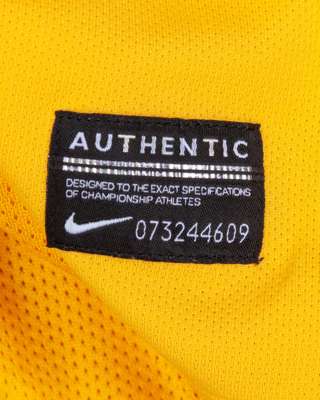 AUTHENTIC
DESIGNED TO THE EXACT SPECIFICATIONS
OF CHAMPIONSHIP ATHLETES
073244609